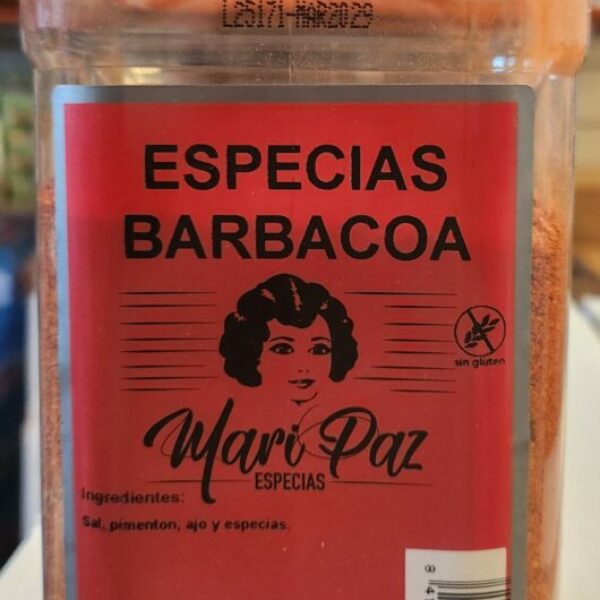 L25171-MAR2029
ESPECIAS
BARBACOA
sin gluten
Mari Paz
ESPECIAS
Ingredientes:
Sal, pimenton, ajo y especias.